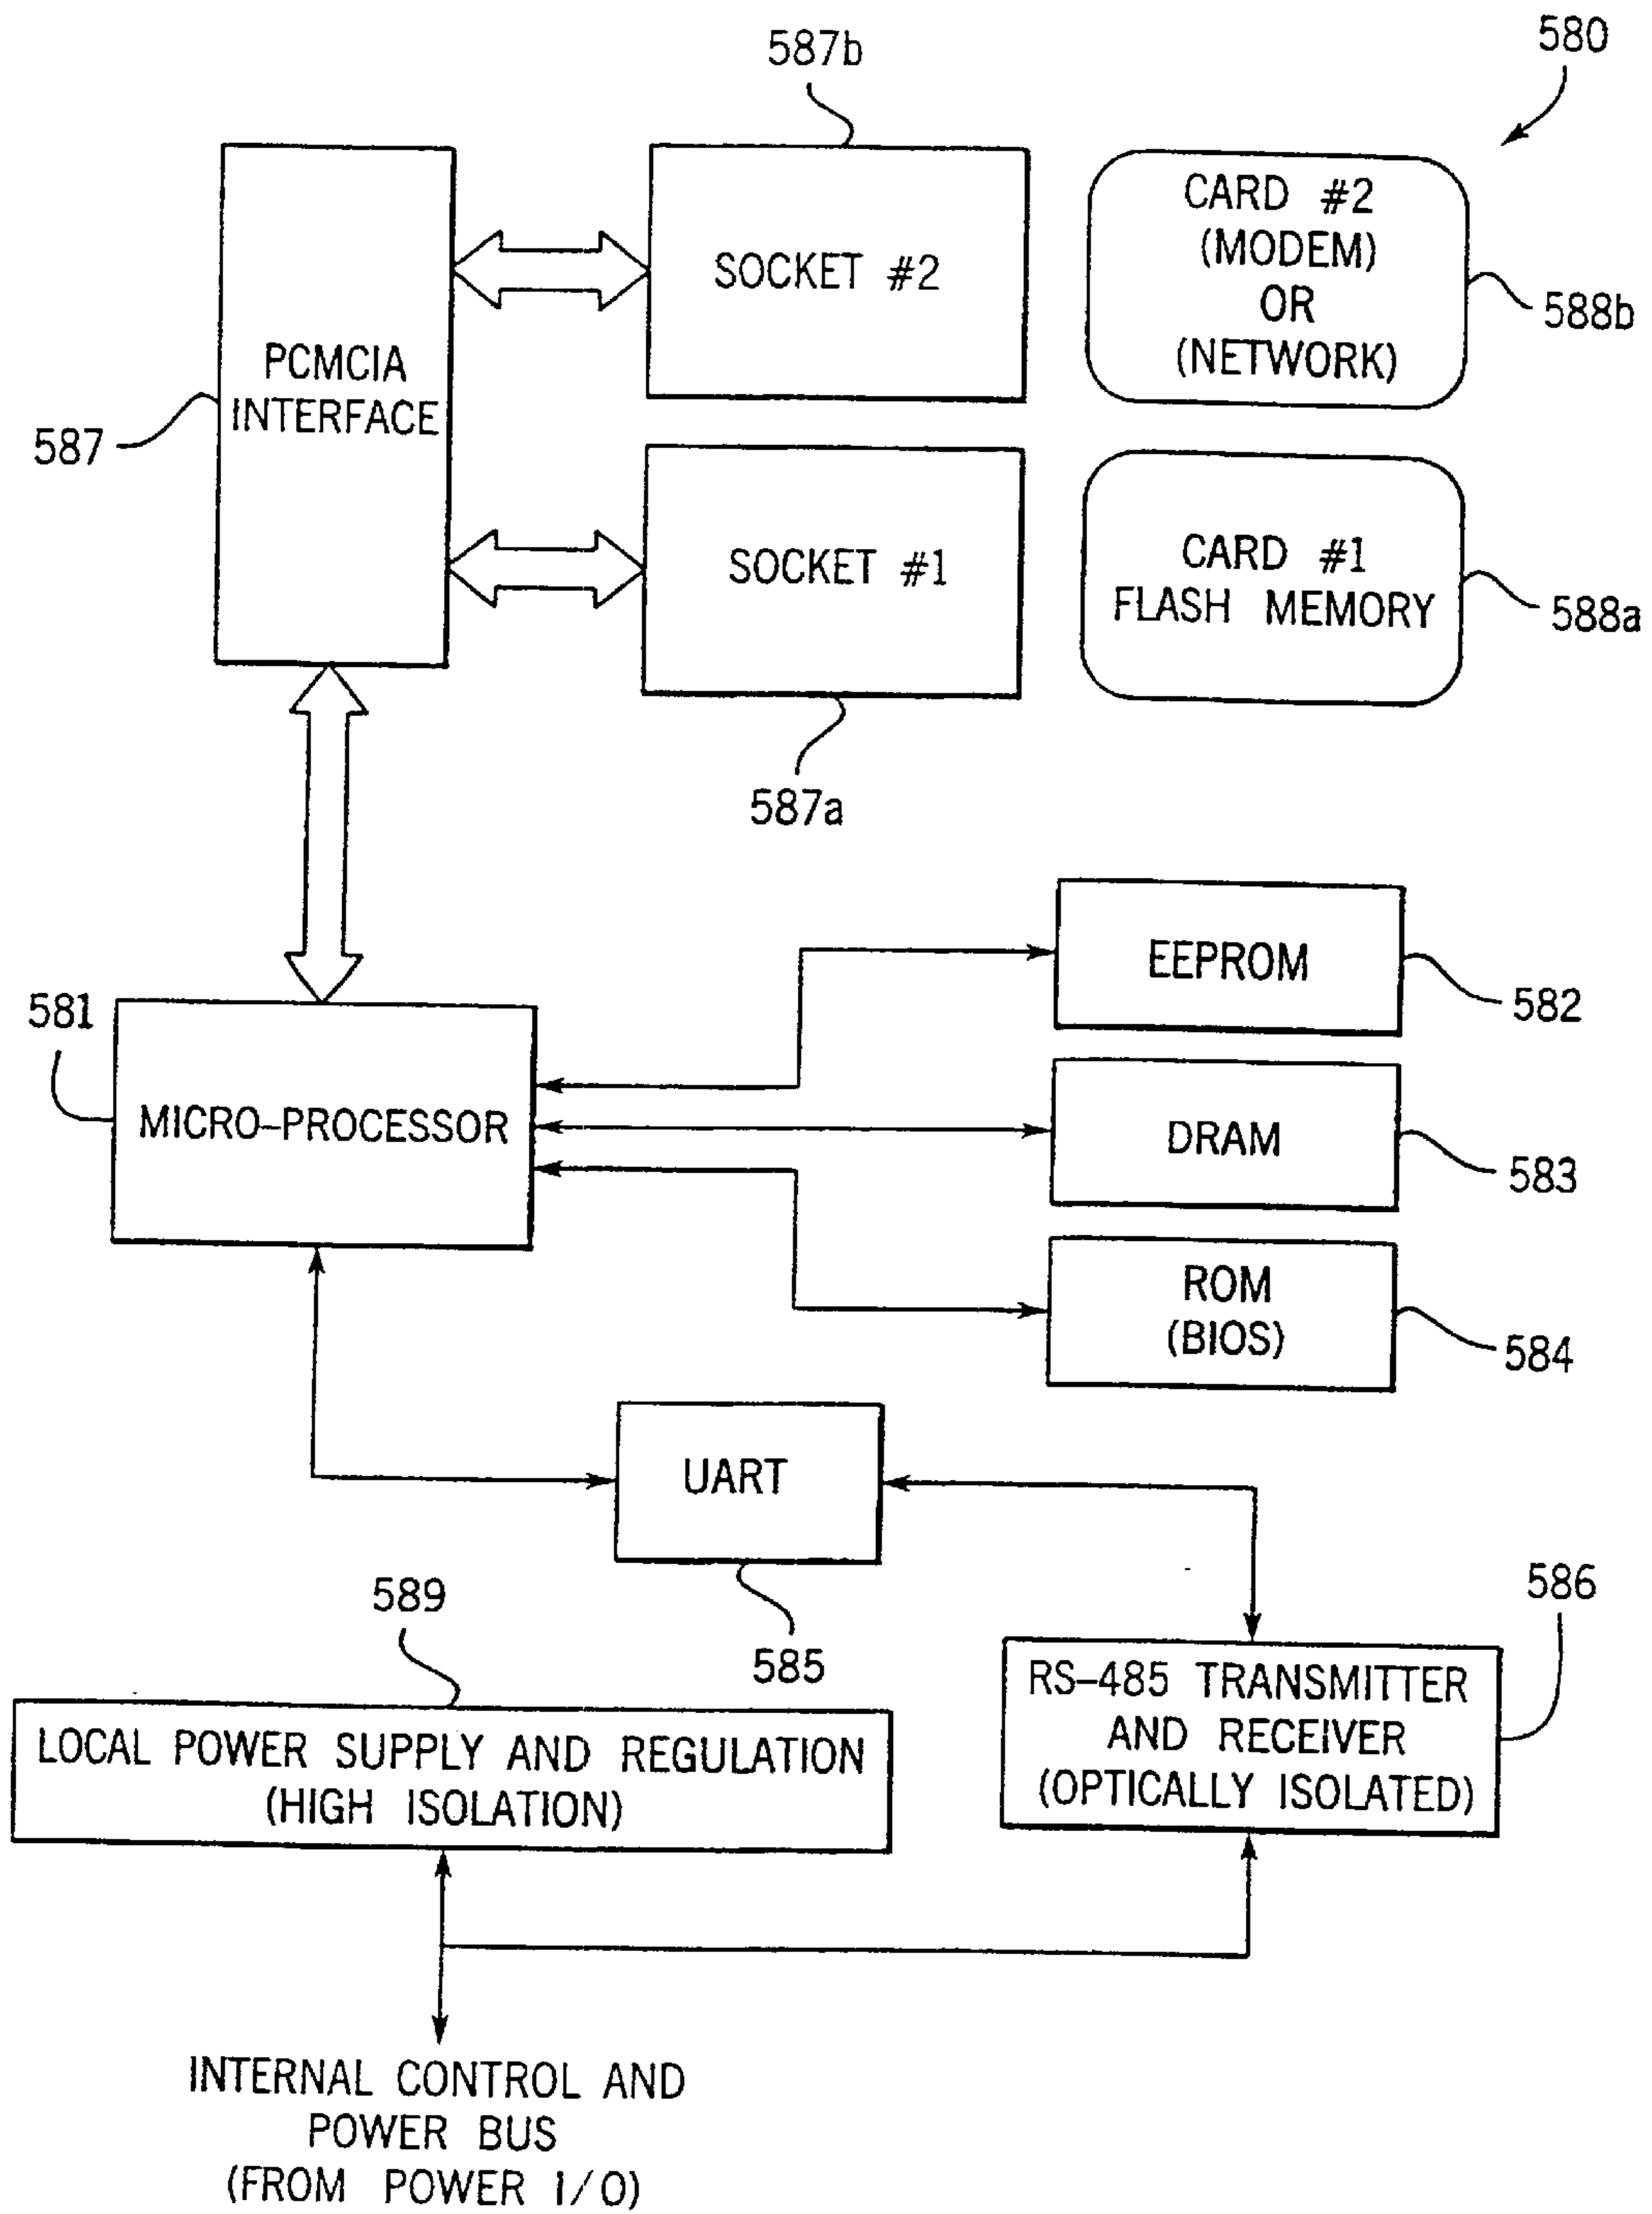 587b
580
CARD #2
(MODEM)
OR
(NETWORK)
588b
SOCKET #2
PCMCIA
INTERFACE
587
SOCKET #1
CARD #1
FLASH MEMORY
588a
587a
EEPROM
582
581
MICRO-PROCESSOR
DRAM
583
ROM
(BIOS)
584
UART
585
589
586
LOCAL POWER SUPPLY AND REGULATION
(HIGH ISOLATION)
RS-485 TRANSMITTER
AND RECEIVER
(OPTICALLY ISOLATED)
INTERNAL CONTROL AND
POWER BUS
(FROM POWER I/O)